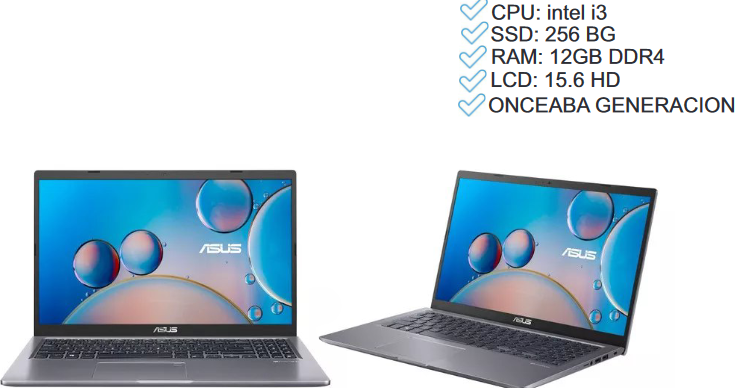 CPU: intel i3
SSD: 256 BG
RAM: 12GB DDR4
LCD: 15.6 HD
ONCEABA GENERACION
ASUS
ASUS
ASUS
ASUS